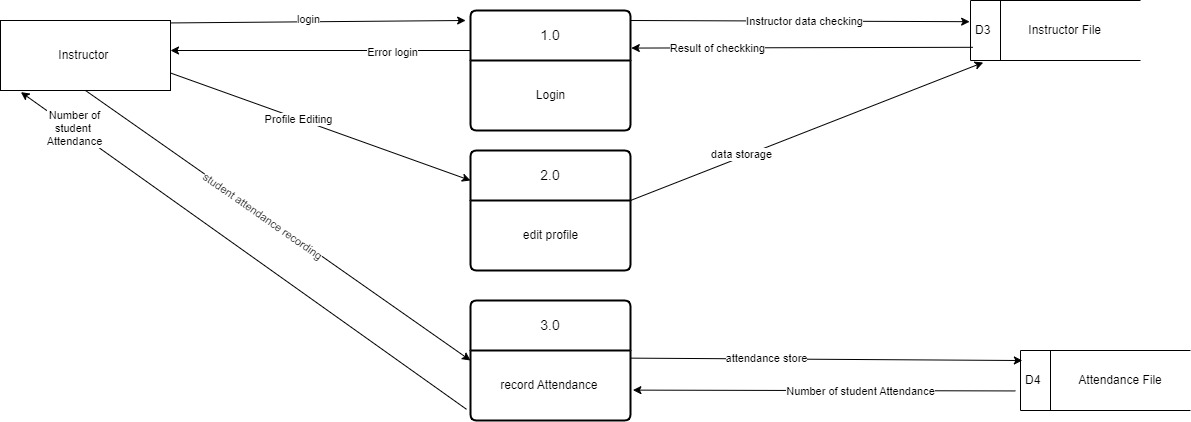 login
Instructor data checking
1.0
D3
Instructor File
Instructor
Error login
Result of checkking
Login
Profile Editing
Number of
student
Attendance
data storage
2.0
student attendance recording
edit profile
3.0
attendance store
record Attendance
D4
Attendance File
Number of student Attendance